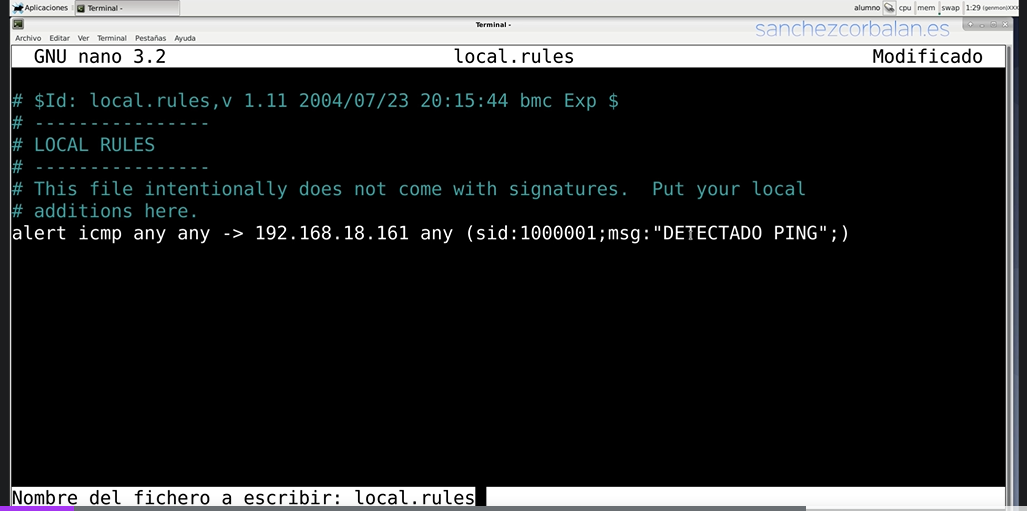 Aplicaciones Terminal - alumno cpu mem swap 1:29 (genmon)XXX
Terminal -
sanchezcorbalan.es
Archivo Editar Ver Terminal Pestañas Ayuda
GNU nano 3.2 local.rules Modificado
# $Id: local.rules,v 1.11 2004/07/23 20:15:44 bmc Exp $
# ----------------
# LOCAL RULES
# ----------------
# This file intentionally does not come with signatures.  Put your local
# additions here.
alert icmp any any -> 192.168.18.161 any (sid:1000001;msg:"DETECTADO PING";)
Nombre del fichero a escribir: local.rules